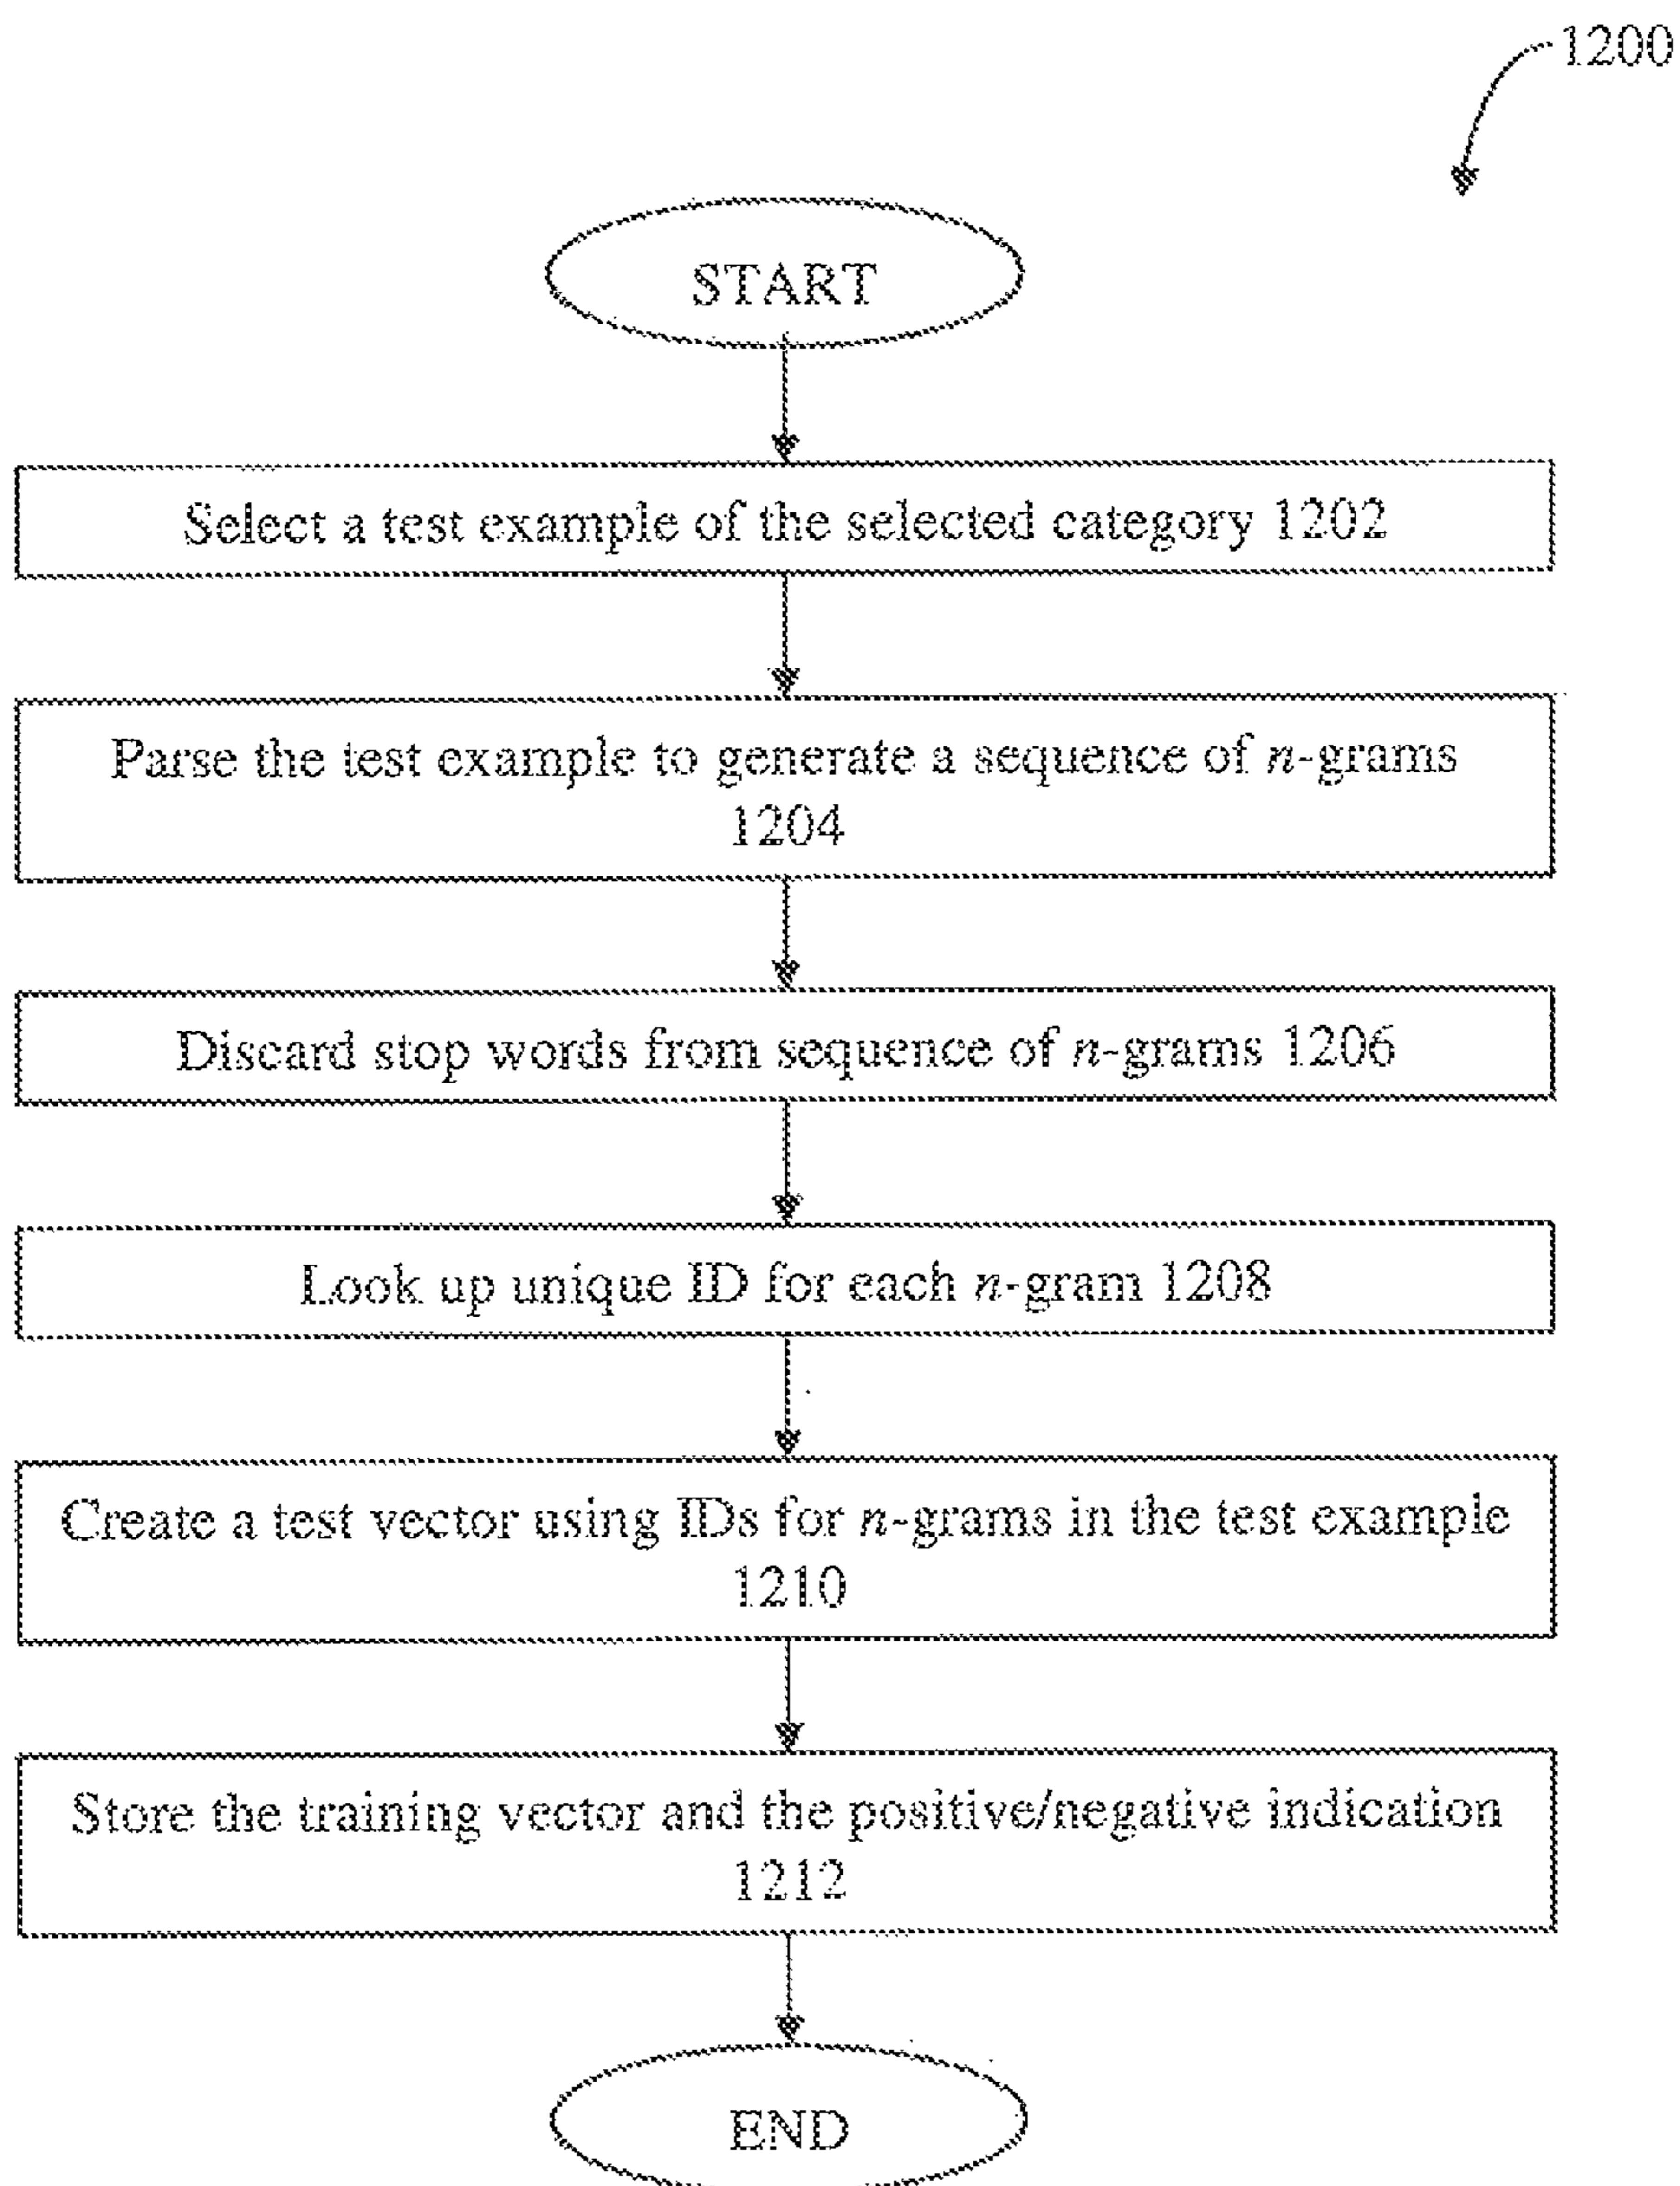 1200
START
Select a test example of the selected category 1202
Parse the test example to generate a sequence of n-grams
1204
Discard stop words from sequence of n-grams 1206
Look up unique ID for each n-gram 1208
Create a test vector using IDs for n-grams in the test example
1210
Store the training vector and the positive/negative indication
1212
END